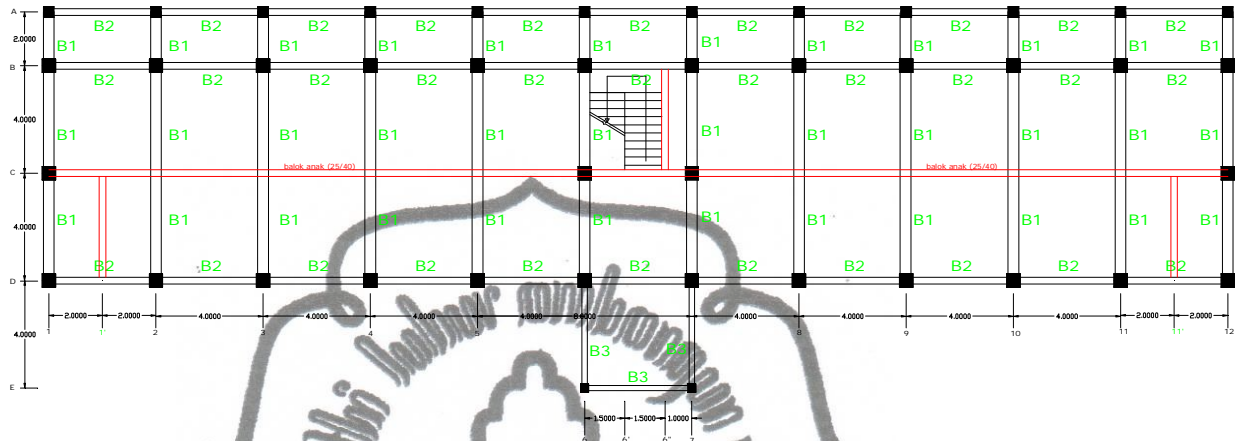 A B2 B2 B2 B2 B2 B2 B2 B2 B2 B2 B2
2.0000 B1 B1 B1 B1 B1 B1 B1 B1 B1 B1 B1 B1
B
B2 B2 B2 B2 B2 B2 B2 B2 B2 B2 B2
4.0000 B1 B1 B1 B1 B1 B1 B1 B1 B1 B1 B1 B1
C balok anak (25/40) balok anak (25/40)
4.0000 B1 B1 B1 B1 B1 B1 B1 B1 B1 B1 B1 B1
B2 B2 B2 B2 B2 B2 B2 B2 B2 B2 B2
D
4.0000 2.0000 2.0000 4.0000 4.0000 4.0000 4.0000 4.0000 4.0000 4.0000 2.0000 2.0000
1 1' 2 3 4 5 8 9 10 11 11' 12
B3 B3
B3
E
1.5000 1.5000 1.0000
6 6' 6" 7